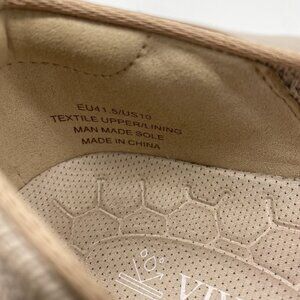 EU41.5/US10
TEXTILE UPPER/LINING
MAN MADE SOLE
MADE IN CHINA